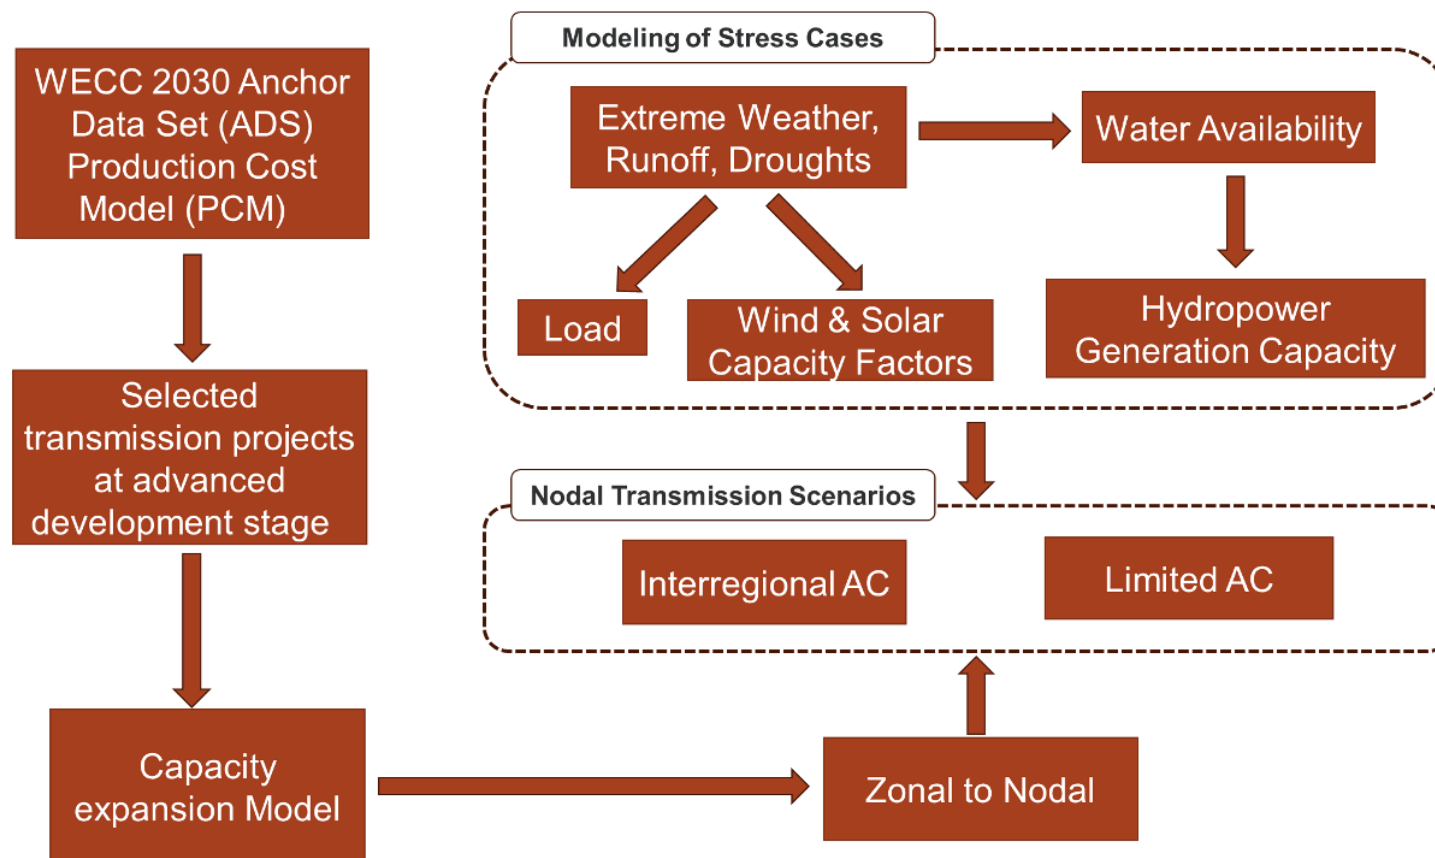 WECC 2030 Anchor
Data Set (ADS)
Production Cost
Model (PCM)
Selected
transmission projects
at advanced
development stage
Capacity
expansion Model
Modeling of Stress Cases
Extreme Weather,
Runoff, Droughts
Water Availability
Load
Wind & Solar
Capacity Factors
Hydropower
Generation Capacity
Nodal Transmission Scenarios
Interregional AC
Limited AC
Zonal to Nodal